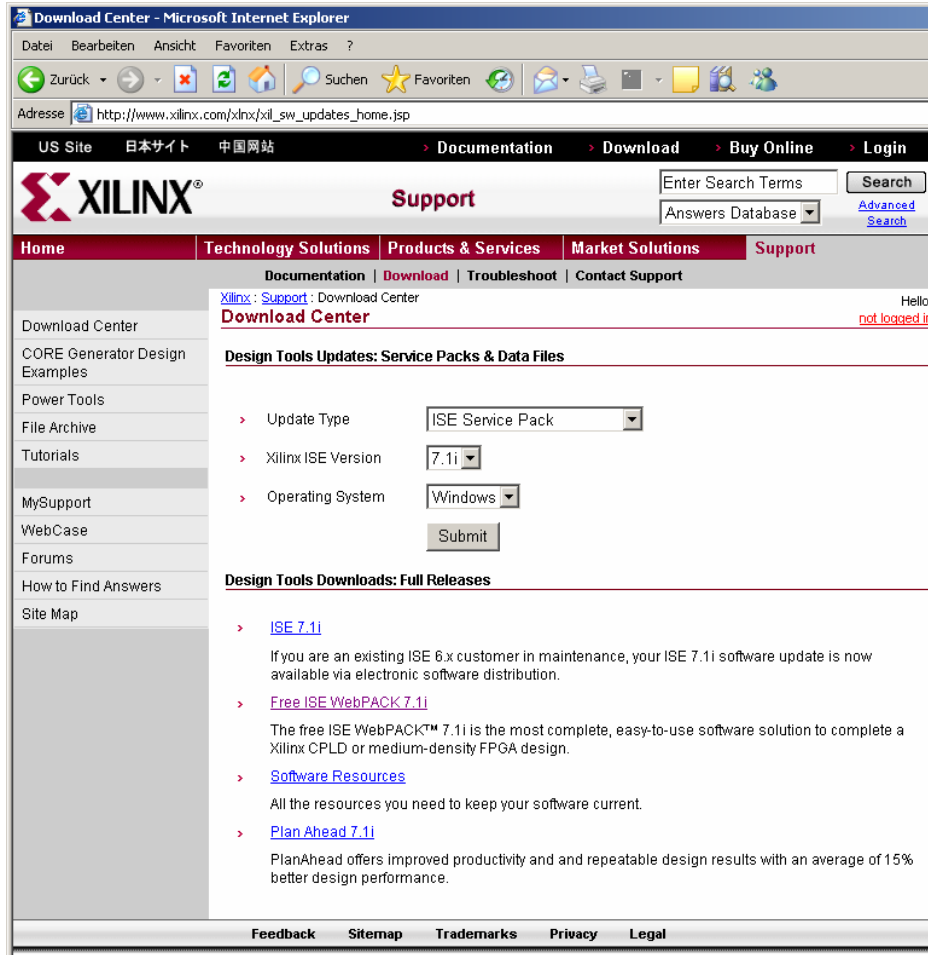 Download Center - Microsoft Internet Explorer
Datei Bearbeiten Ansicht Favoriten Extras ?
Zurück Suchen Favoriten
Adresse http://www.xilinx.com/xlnx/xil_sw_updates_home.jsp
US Site 日本サイト 中国网站 › Documentation › Download › Buy Online › Login
XILINX® Support Enter Search Terms Search
Answers Database Advanced Search
Home Technology Solutions Products & Services Market Solutions Support
Documentation | Download | Troubleshoot | Contact Support
Xilinx : Support : Download Center Hello
Download Center not logged in
Download Center
CORE Generator Design
Examples
Power Tools
File Archive
Tutorials
MySupport
WebCase
Forums
How to Find Answers
Site Map
Design Tools Updates: Service Packs & Data Files
› Update Type ISE Service Pack
› Xilinx ISE Version 7.1i
› Operating System Windows
Submit
Design Tools Downloads: Full Releases
› ISE 7.1i
If you are an existing ISE 6.x customer in maintenance, your ISE 7.1i software update is now
available via electronic software distribution.
› Free ISE WebPACK 7.1i
The free ISE WebPACK™ 7.1i is the most complete, easy-to-use software solution to complete a
Xilinx CPLD or medium-density FPGA design.
› Software Resources
All the resources you need to keep your software current.
› Plan Ahead 7.1i
PlanAhead offers improved productivity and and repeatable design results with an average of 15%
better design performance.
Feedback Sitemap Trademarks Privacy Legal